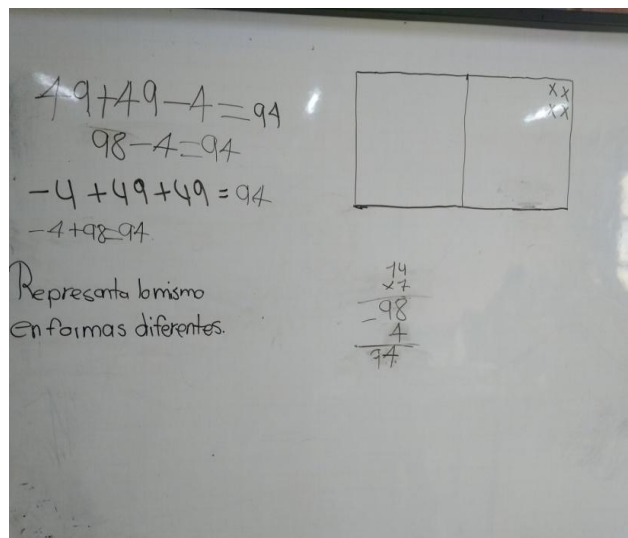 49+49-4=94
98-4=94
-4+49+49=94
-4+98=94
Representa lo mismo
en formas diferentes.
xx
xx
14
x7
98
-
4
94